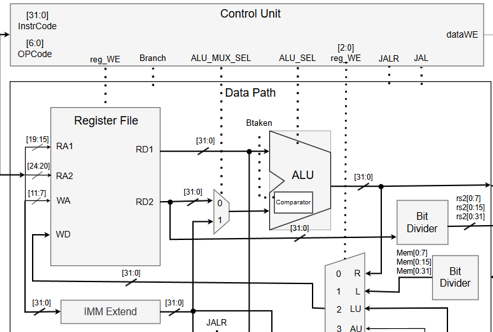 Control Unit
[31:0]
InstrCode
[6:0]
OPCode
dataWE
reg_WE
Branch
ALU_MUX_SEL
ALU_SEL
[2:0]
reg_WE
JALR
JAL
Data Path
Register File
Btaken
[19:15]
RA1
RD1
[31:0]
[24:20]
RA2
ALU
[31:0]
[11:7]
WA
RD2
[31:0]
0
1
Comparator
rs2[0:7]
rs2[0:15]
rs2[0:31]
Bit
Divider
WD
[31:0]
Mem[0:7]
Mem[0:15]
Mem[0:31]
Bit
Divider
0
R
1
L
[31:0]
2
LU
[31:0]
IMM Extend
[31:0]
JALR
3
AU